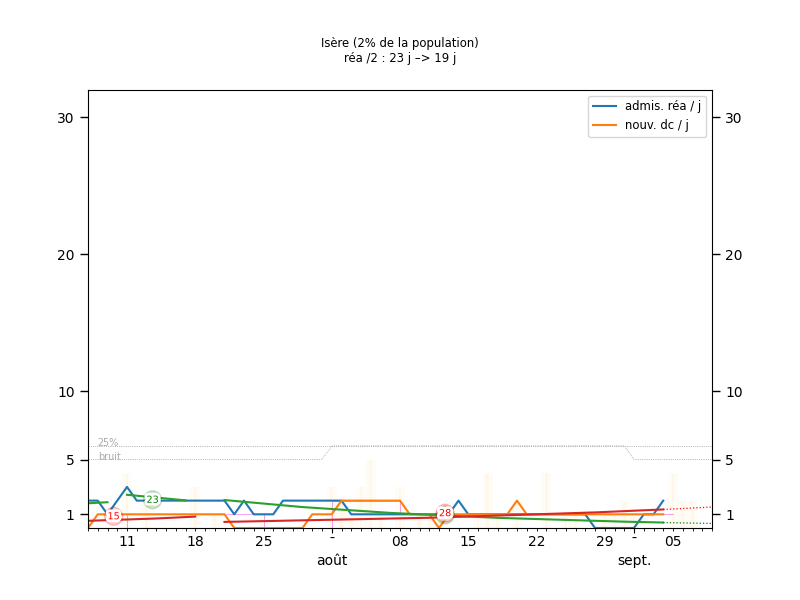 Isère (2% de la population)
réa /2 : 23 j –> 19 j
admis. réa / j
nouv. dc / j
30 30
20 20
10 10
25%
bruit
5 5
23
15
28
1 1
11 18 25 - 08 15 22 29 - 05
août sept.